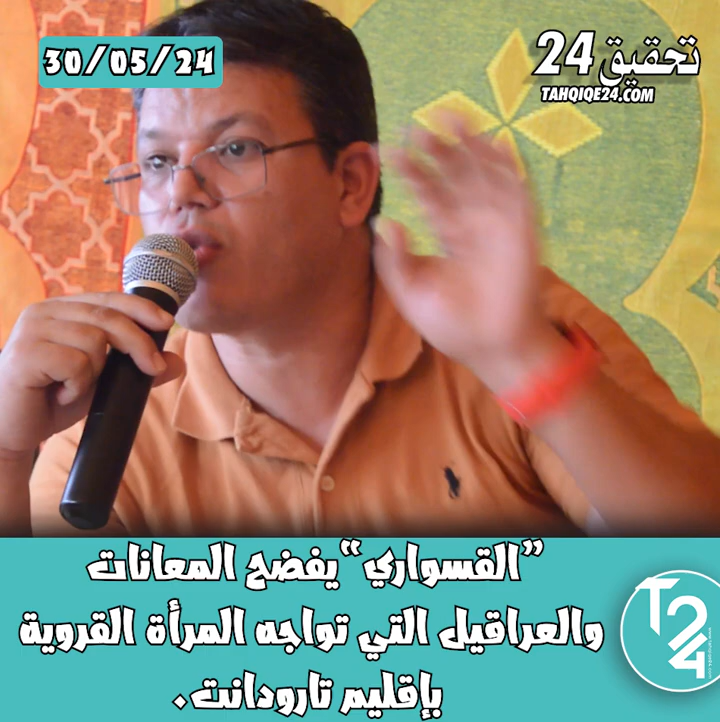 30/05/24
تحقيق 24
TAHQIQE24.COM
”القسواري“يفضح المعانات
والعراقيل التي تواجه المرأة القروية
بإقليم تارودانت.
T24